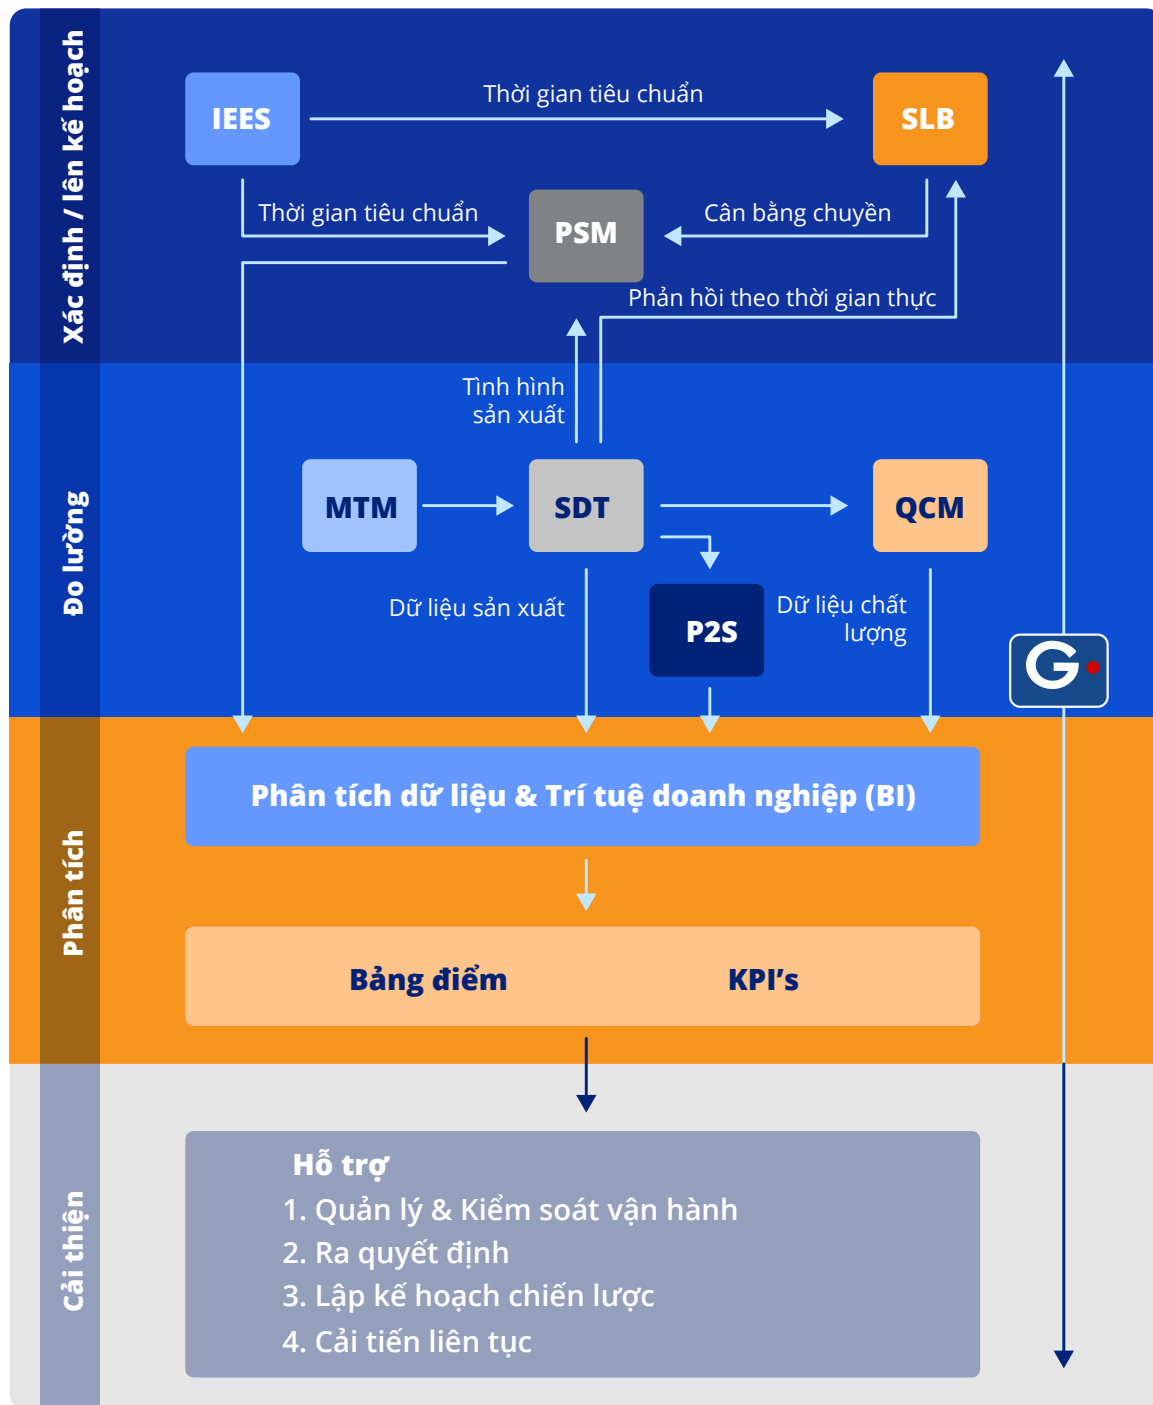 Xác định / lên kế hoạch
IEES
Thời gian tiêu chuẩn
SLB
Thời gian tiêu chuẩn
PSM
Cân bằng chuyền
Phản hồi theo thời gian thực
Tình hình
sản xuất
Đo lường
MTM
SDT
QCM
Dữ liệu sản xuất
P2S
Dữ liệu chất
lượng
G
Phân tích
Phân tích dữ liệu & Trí tuệ doanh nghiệp (BI)
Bảng điểm
KPI’s
Cải thiện
Hỗ trợ
1. Quản lý & Kiểm soát vận hành
2. Ra quyết định
3. Lập kế hoạch chiến lược
4. Cải tiến liên tục